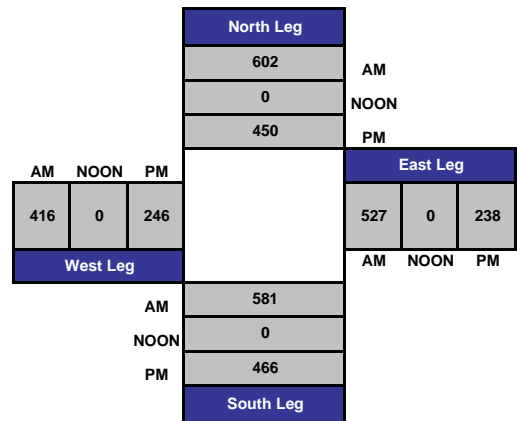 North Leg
602 AM
0 NOON
450 PM
AM NOON PM East Leg
416 0 246 527 0 238
West Leg AM NOON PM
AM 581
NOON 0
PM 466
South Leg